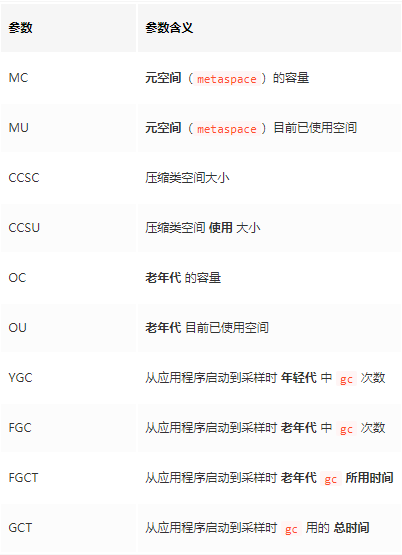 参数 参数含义
MC 元空间（metaspace）的容量
MU 元空间（metaspace）目前已使用空间
CCSC 压缩类空间大小
CCSU 压缩类空间 使用 大小
OC 老年代 的容量
OU 老年代 目前已使用空间
YGC 从应用程序启动到采样时 年轻代 中 gc 次数
FGC 从应用程序启动到采样时 老年代 中 gc 次数
FGCT 从应用程序启动到采样时 老年代 gc 所用时间
GCT 从应用程序启动到采样时 gc 用的 总时间